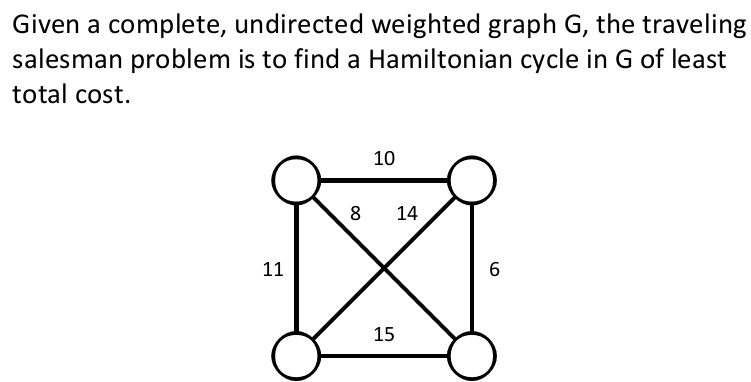 Given a complete, undirected weighted graph G, the traveling
salesman problem is to find a Hamiltonian cycle in G of least
total cost.
10
8 14
11 6
15